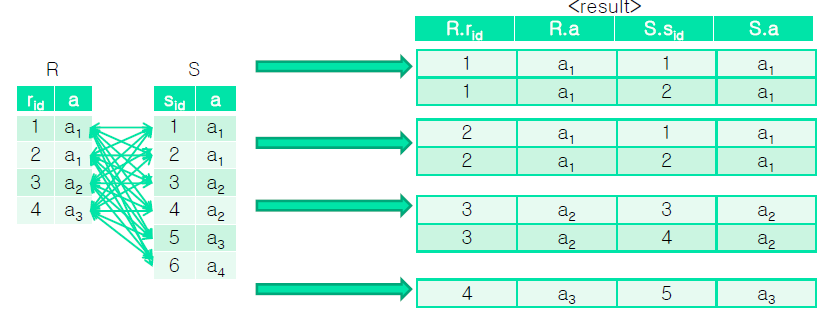 <result>
R.rid R.a S.sid S.a
1 a1 1 a1
1 a1 2 a1
2 a1 1 a1
2 a1 2 a1
3 a2 3 a2
3 a2 4 a2
4 a3 5 a3
R
rid a
1 a1
2 a1
3 a2
4 a3
S
sid a
1 a1
2 a1
3 a2
4 a2
5 a3
6 a4